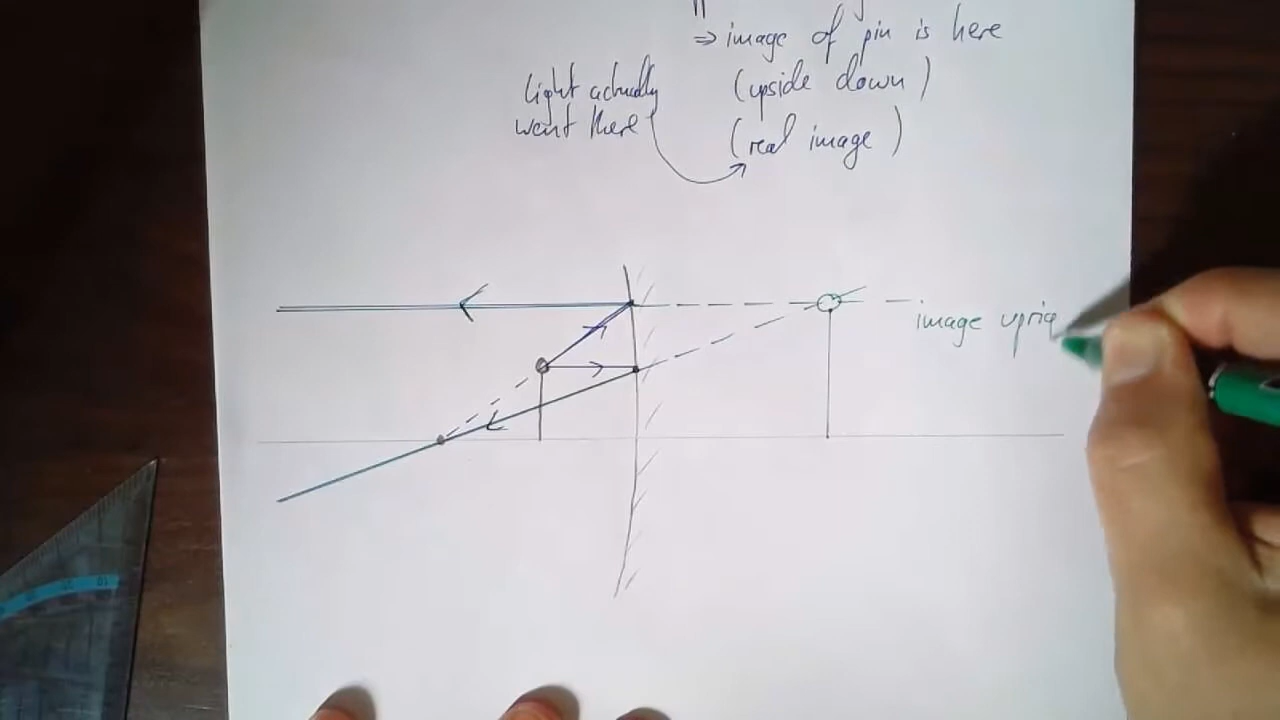 ⇒ image of pin is here
light actually (upside down)
went there (real image)
image uprig